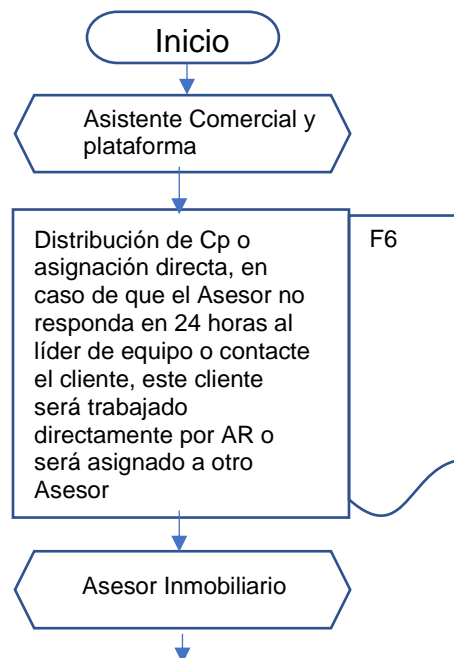 Inicio
Asistente Comercial y
plataforma
Distribución de Cp o
asignación directa, en
caso de que el Asesor no
responda en 24 horas al
líder de equipo o contacte
el cliente, este cliente
será trabajado
directamente por AR o
será asignado a otro
Asesor
F6
Asesor Inmobiliario